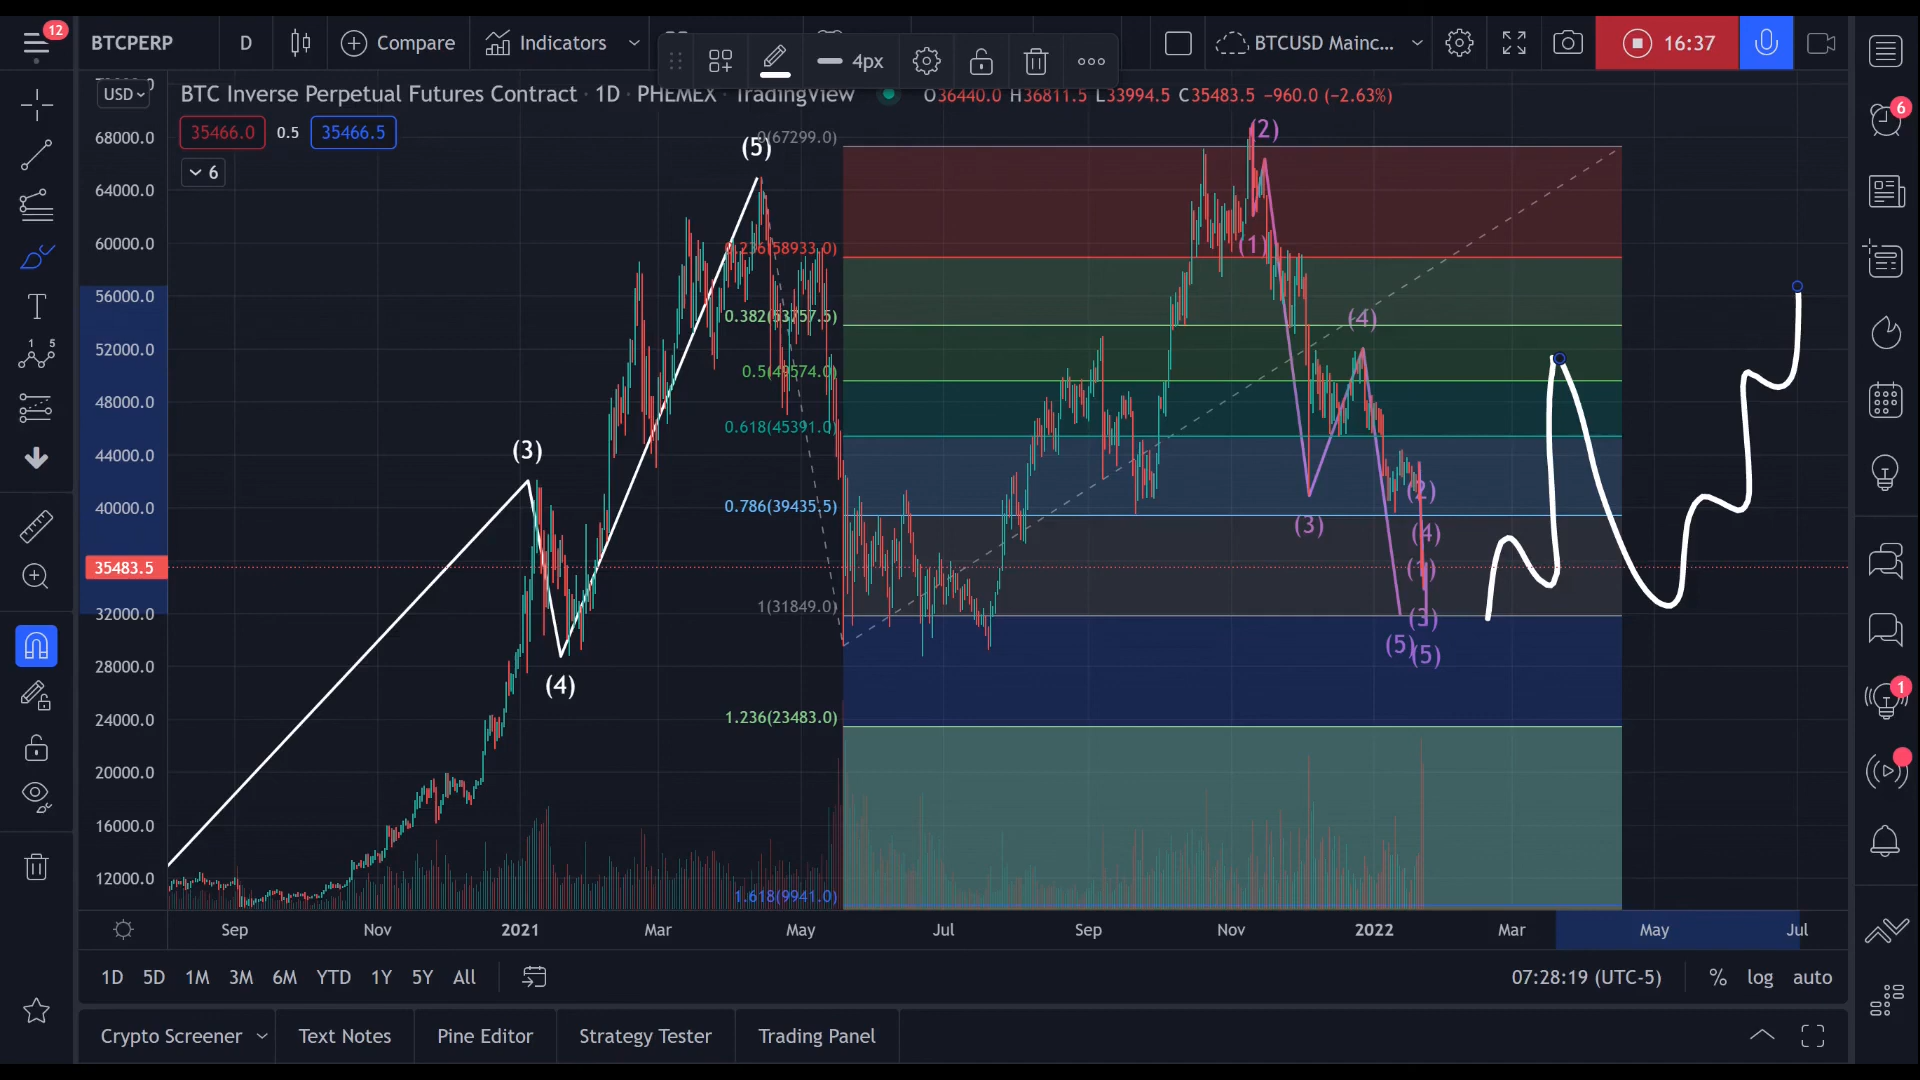 12
BTCPERP
D
Compare
Indicators
4px
BTCUSD Mainc...
16:37
USD
BTC Inverse Perpetual Futures Contract · 1D · PHEMEX · TradingView
O36440.0 H36811.5 L33994.5 C35483.5 −960.0 (−2.63%)
35466.0
0.5
35466.5
6
6
68000.0
64000.0
60000.0
56000.0
52000.0
48000.0
44000.0
40000.0
35483.5
32000.0
28000.0
24000.0
20000.0
16000.0
12000.0
0(67299.0)
0.236(58933.0)
0.382(53757.5)
0.5(49574.0)
0.618(45391.0)
0.786(39435.5)
1(31849.0)
1.236(23483.0)
1.618(9941.0)
(3)
(4)
(5)
(2)
(1)
(4)
(3)
(2)
(4)
(1)
(3)
(5)
(5)
1 5
1
Sep
Nov
2021
Mar
May
Jul
Sep
Nov
2022
Mar
May
Jul
1D
5D
1M
3M
6M
YTD
1Y
5Y
All
07:28:19 (UTC-5)
%
log
auto
Crypto Screener
Text Notes
Pine Editor
Strategy Tester
Trading Panel